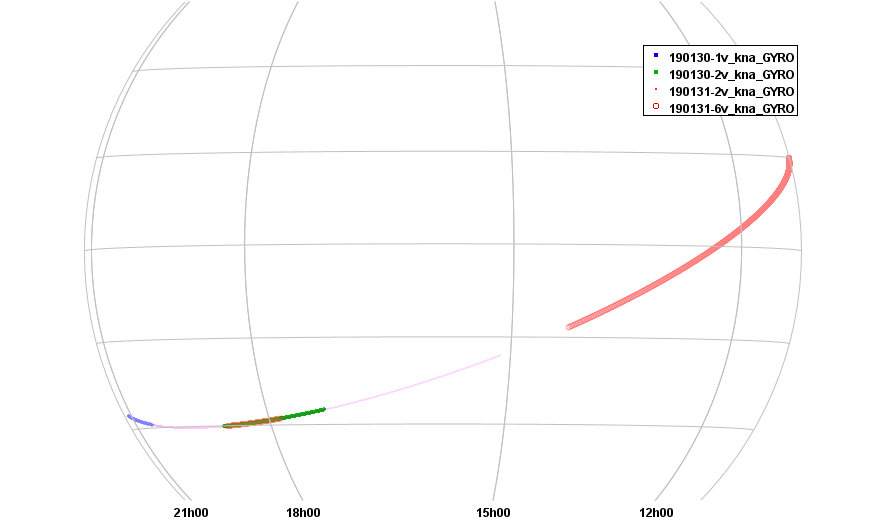 190130-1v_kna_GYRO
190130-2v_kna_GYRO
190131-2v_kna_GYRO
190131-6v_kna_GYRO
21h00 18h00 15h00 12h00